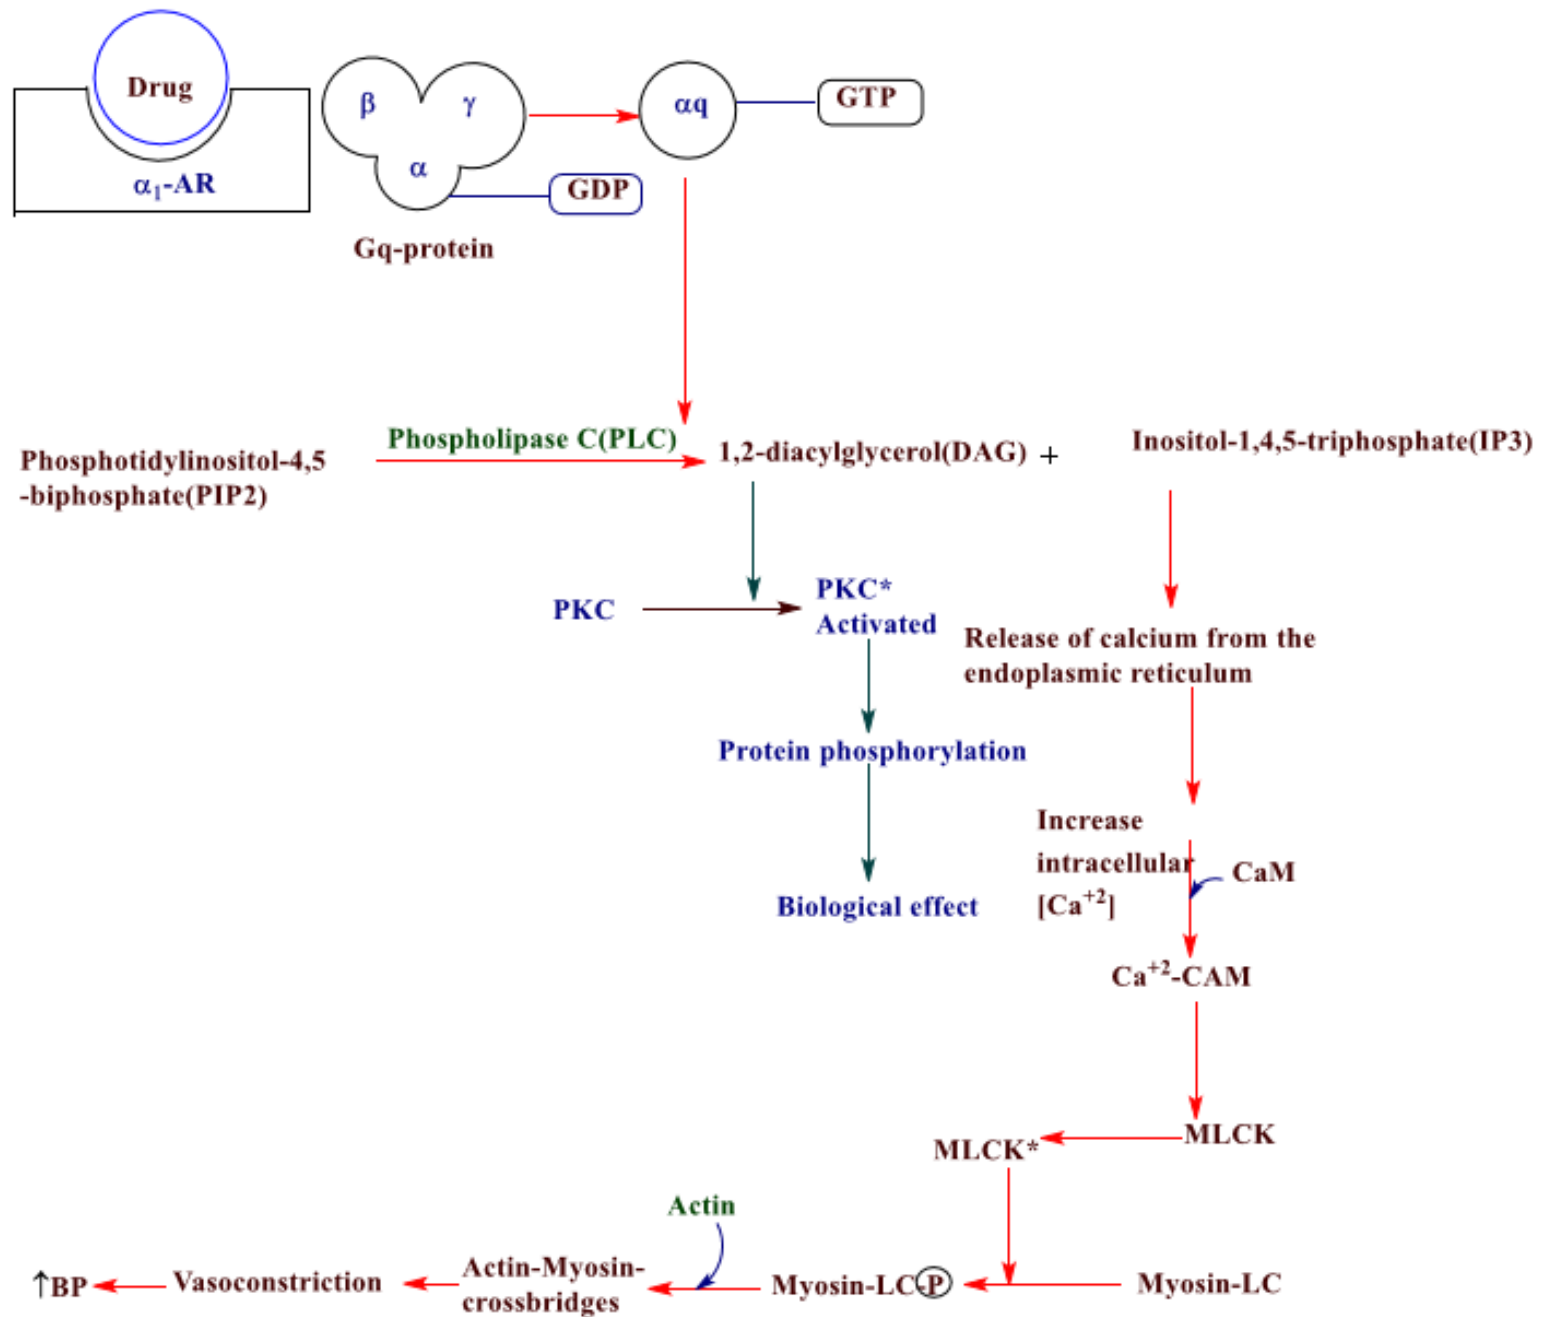 Drug
α₁-AR
β
γ
α
GDP
Gq-protein
αq
GTP
Phosphotidylinositol-4,5
-biphosphate(PIP2)
Phospholipase C(PLC)
1,2-diacylglycerol(DAG) +
Inositol-1,4,5-triphosphate(IP3)
PKC
PKC*
Activated
Protein phosphorylation
Biological effect
Release of calcium from the
endoplasmic reticulum
Increase
intracellular
[Ca⁺²]
CaM
Ca⁺²-CAM
MLCK
MLCK*
Myosin-LC
Myosin-LC-P
Actin
Actin-Myosin-
crossbridges
Vasoconstriction
↑BP